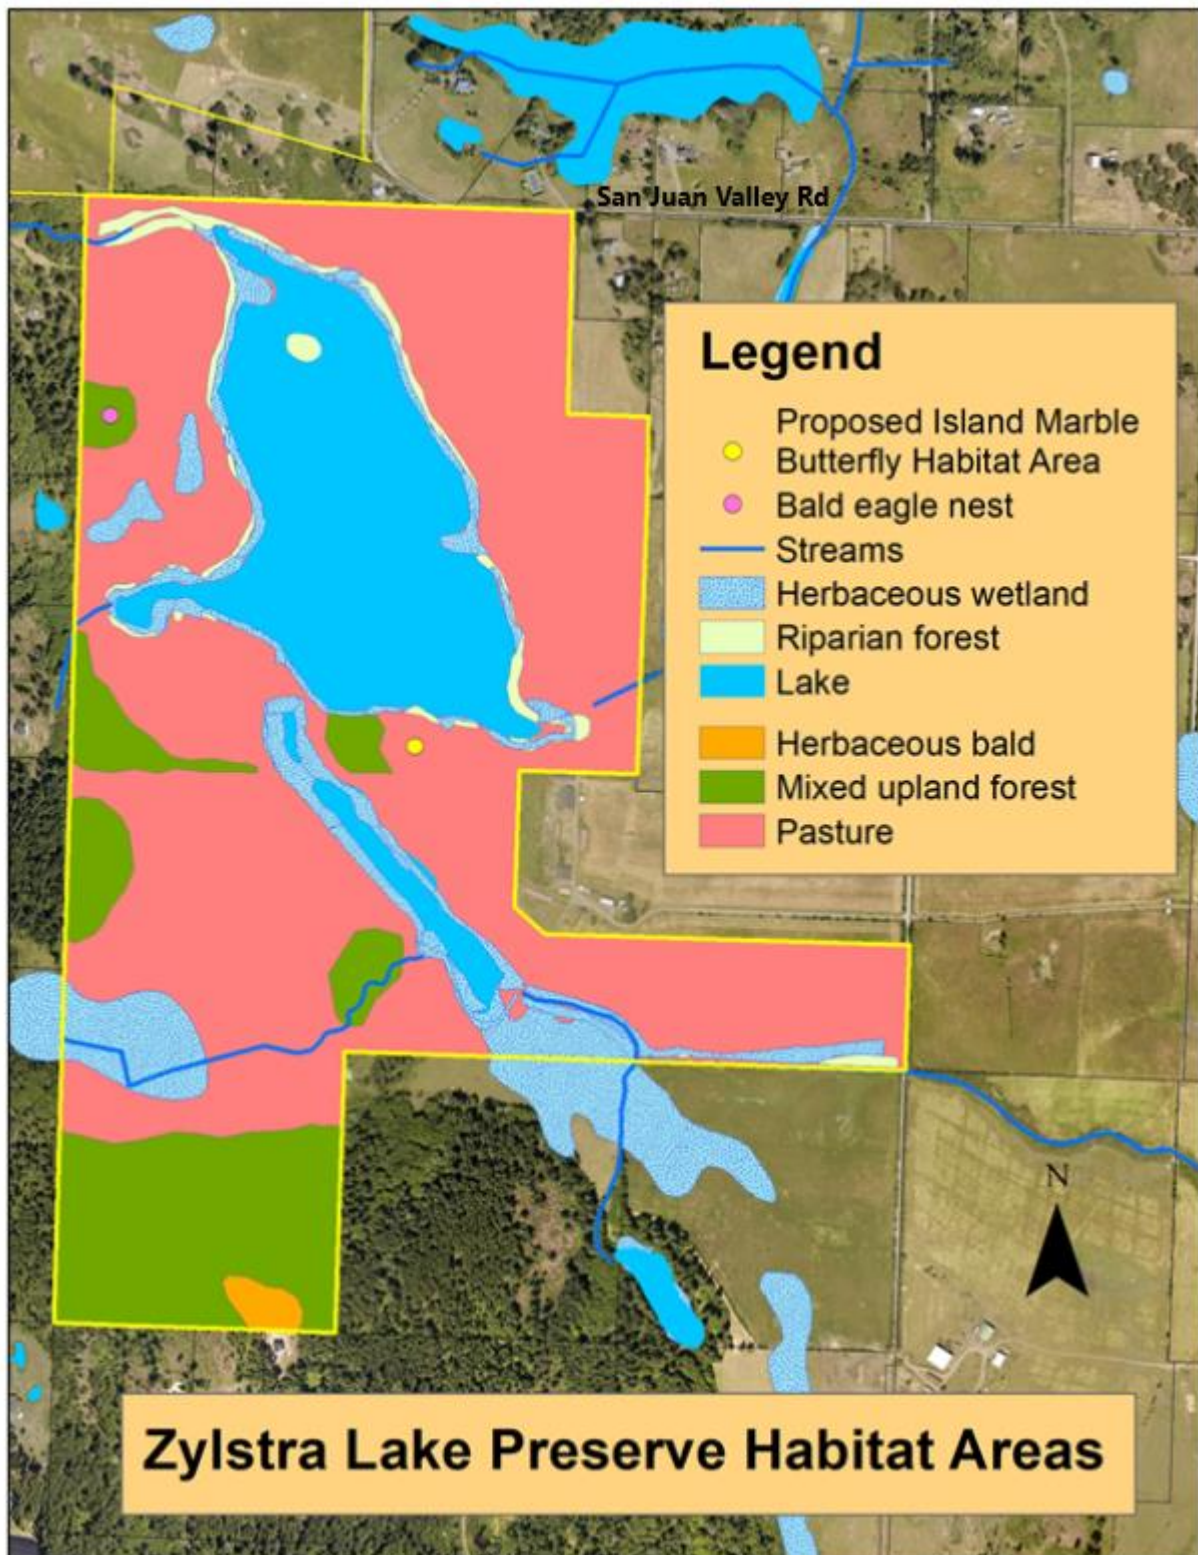 San Juan Valley Rd
Legend
Proposed Island Marble
Butterfly Habitat Area
Bald eagle nest
Streams
Herbaceous wetland
Riparian forest
Lake
Herbaceous bald
Mixed upland forest
Pasture
N
Zylstra Lake Preserve Habitat Areas